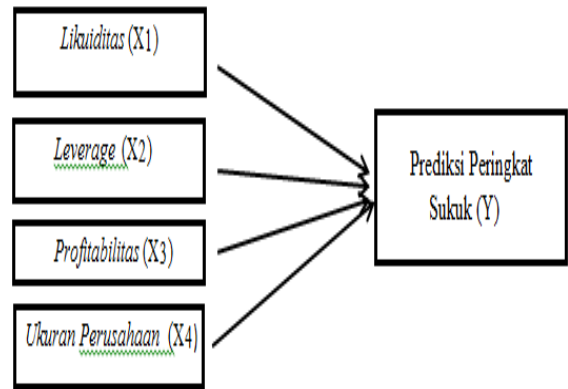 Likuiditas (X1)
Leverage (X2)
Profitabilitas (X3)
Ukuran Perusahaan (X4)
Prediksi Peringkat
Sukuk (Y)